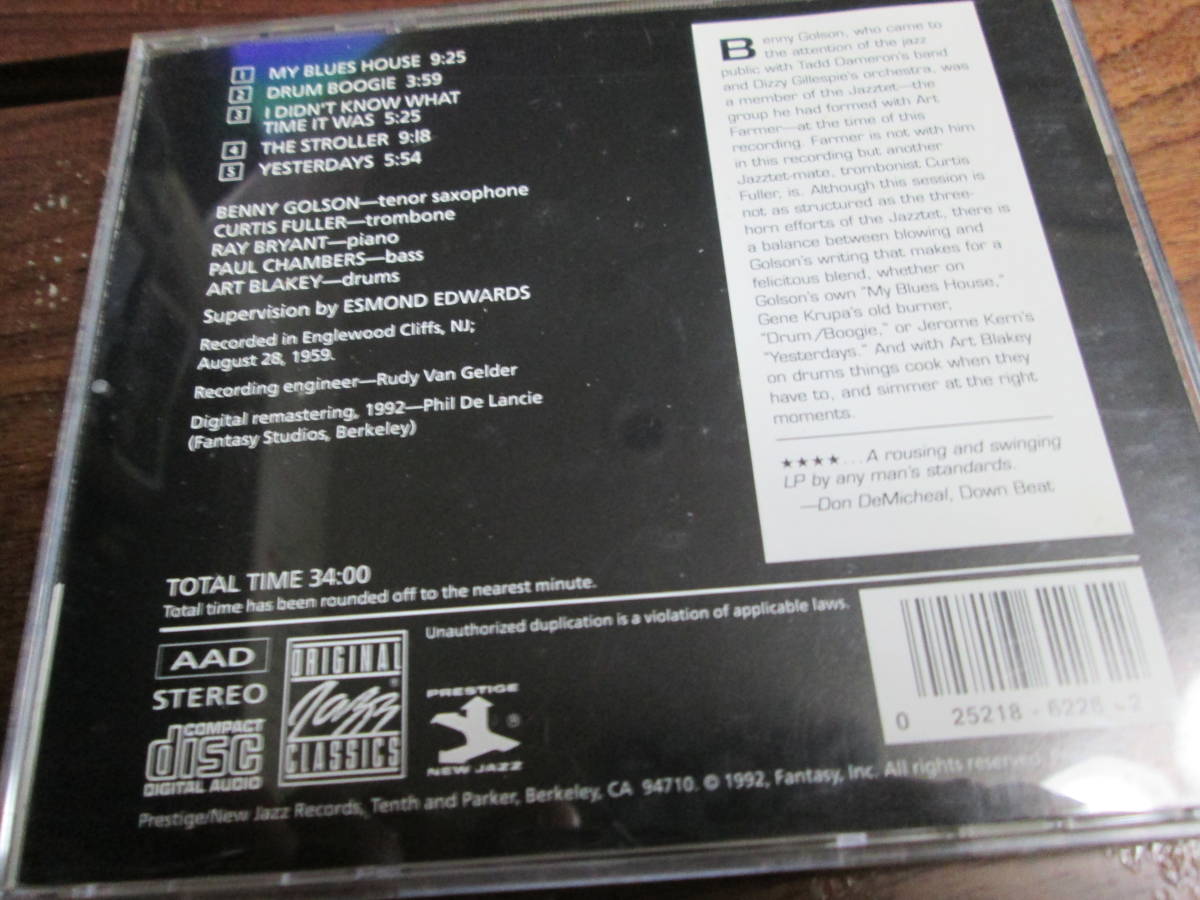 1 MY BLUES HOUSE 9:25
2 DRUM BOOGIE 3:59
3 I DIDN'T KNOW WHAT
TIME IT WAS 5:25
4 THE STROLLER 9:18
5 YESTERDAYS 5:54
BENNY GOLSON—tenor saxophone
CURTIS FULLER—trombone
RAY BRYANT—piano
PAUL CHAMBERS—bass
ART BLAKEY—drums
Supervision by ESMOND EDWARDS
Recorded in Englewood Cliffs, NJ;
August 28, 1959.
Recording engineer—Rudy Van Gelder
Digital remastering, 1992—Phil De Lancie
(Fantasy Studios, Berkeley)
Benny Golson, who came to
the attention of the jazz
public with Tadd Dameron's band
and Dizzy Gillespie's orchestra, was
a member of the Jazztet—the
group he had formed with Art
Farmer—at the time of this
recording. Farmer is not with him
in this recording but another
Jazztet-mate, trombonist Curtis
Fuller, is. Although this session is
not as structured as the three-
horn efforts of the Jazztet, there is
a balance between blowing and
Golson's writing that makes for a
felicitous blend, whether on
Golson's own "My Blues House,"
Gene Krupa's old burner,
"Drum/Boogie," or Jerome Kern's
"Yesterdays." And with Art Blakey
on drums things cook when they
have to, and simmer at the right
moments.
★★★★...A rousing and swinging
LP by any man's standards.
—Don DeMicheal, Down Beat
TOTAL TIME 34:00
Total time has been rounded off to the nearest minute.
Unauthorized duplication is a violation of applicable laws.
AAD
STEREO
COMPACT
disc
DIGITAL AUDIO
ORIGINAL
Jazz
CLASSICS
PRESTIGE
®
NEW JAZZ
0 25218-6226-2
Prestige/New Jazz Records, Tenth and Parker, Berkeley, CA 94710. © 1992, Fantasy, Inc. All rights reserved.